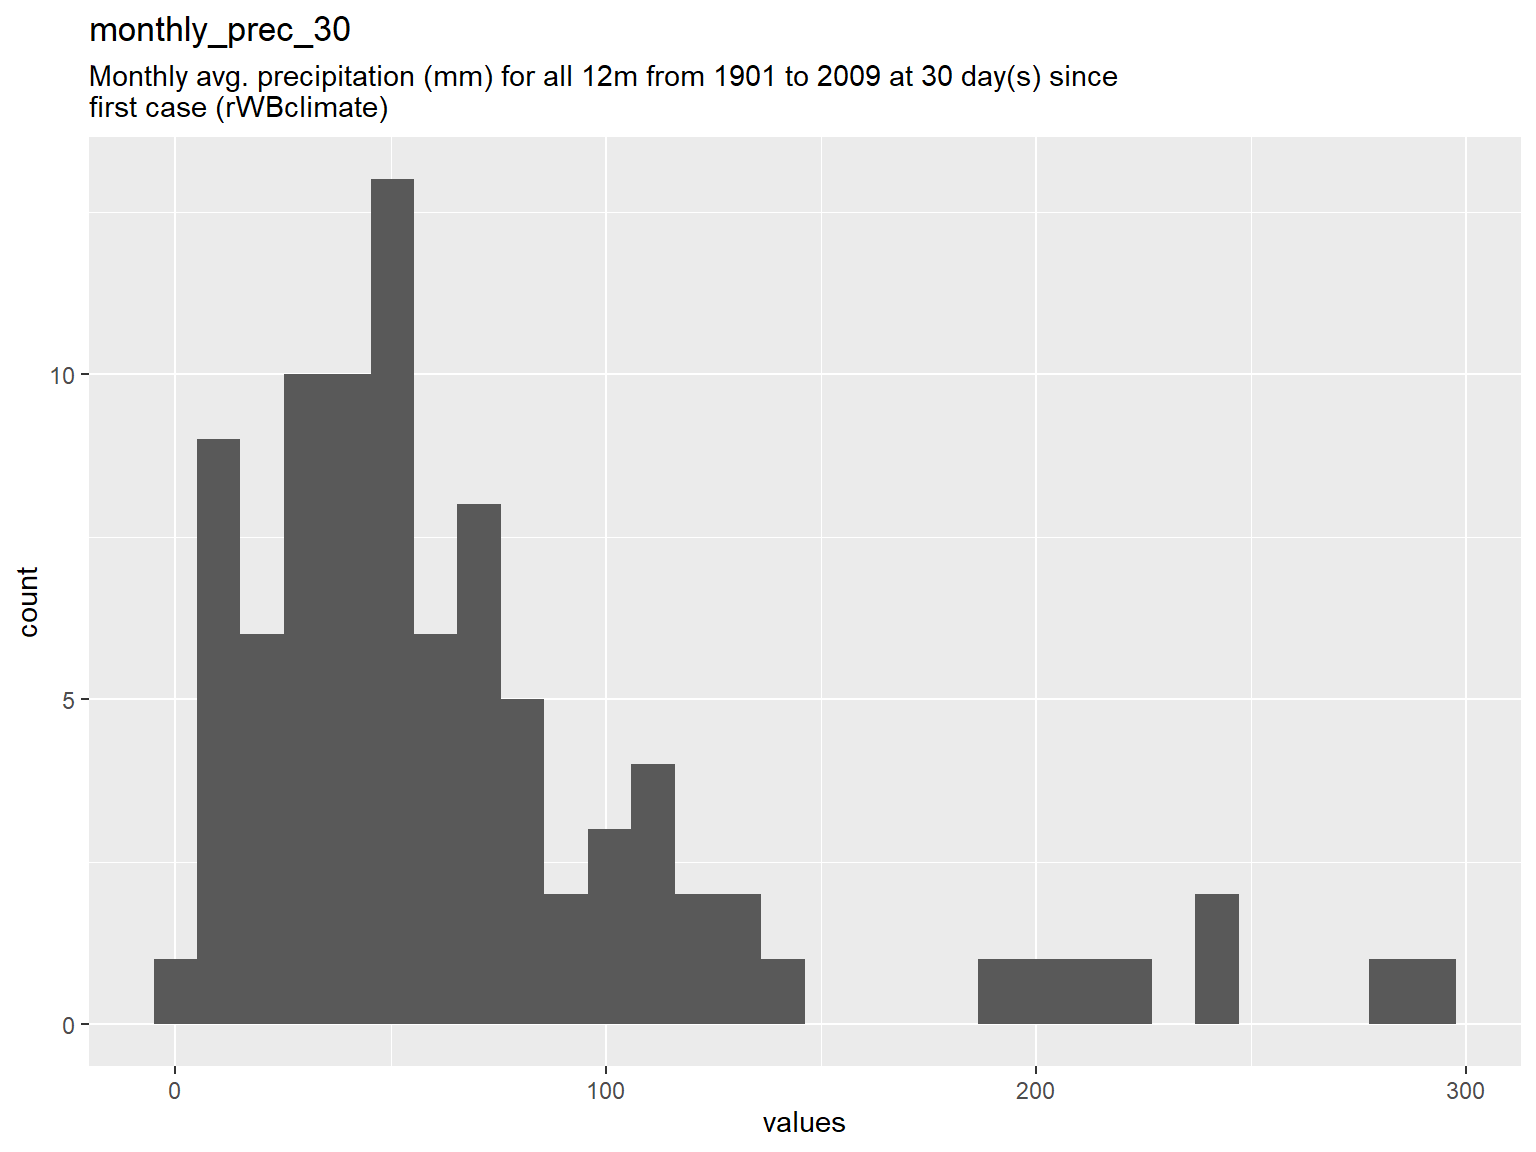 monthly_prec_30
Monthly avg. precipitation (mm) for all 12m from 1901 to 2009 at 30 day(s) since
first case (rWBclimate)
10
5
0
count
0
100
200
300
values